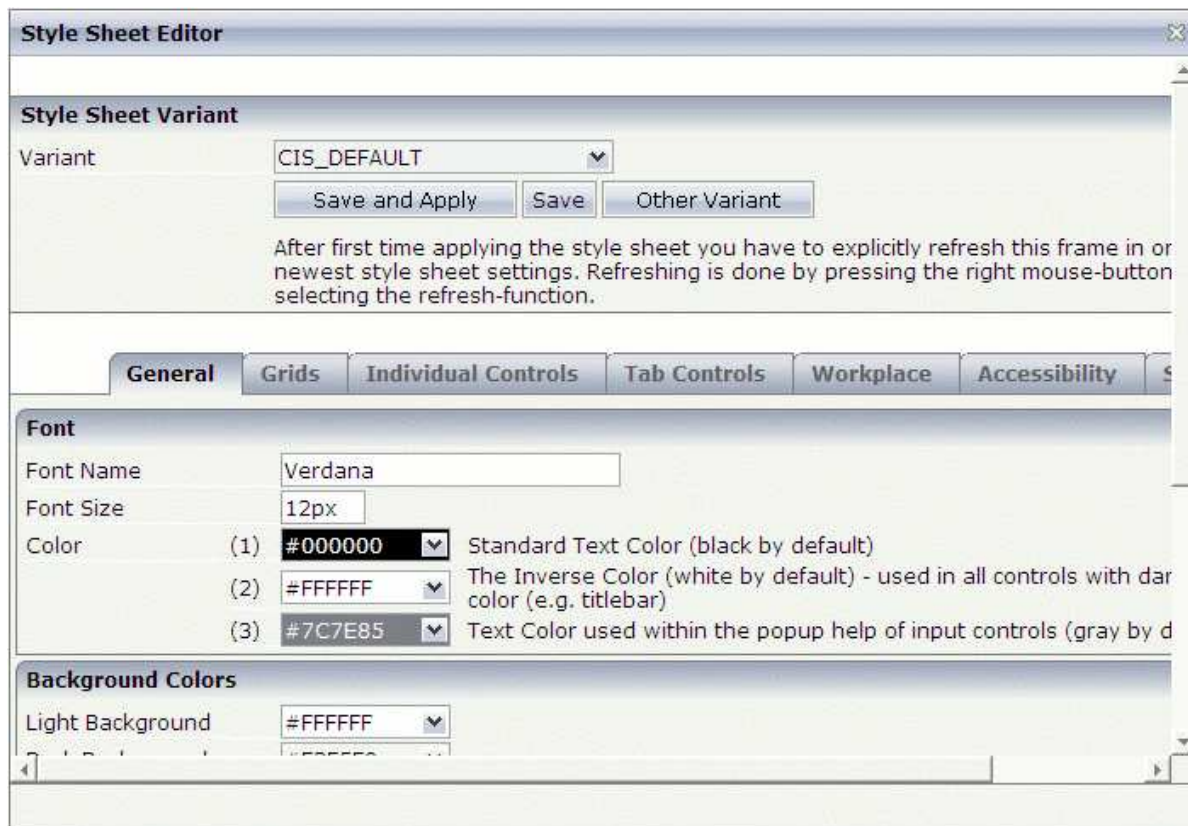 Style Sheet Editor
Style Sheet Variant
Variant CIS_DEFAULT
Save and Apply Save Other Variant
After first time applying the style sheet you have to explicitly refresh this frame in or
newest style sheet settings. Refreshing is done by pressing the right mouse-button
selecting the refresh-function.
General Grids Individual Controls Tab Controls Workplace Accessibility
Font
Font Name Verdana
Font Size 12px
Color (1) #000000 Standard Text Color (black by default)
(2) #FFFFFF The Inverse Color (white by default) - used in all controls with dar
color (e.g. titlebar)
(3) #7C7E85 Text Color used within the popup help of input controls (gray by d
Background Colors
Light Background #FFFFFF